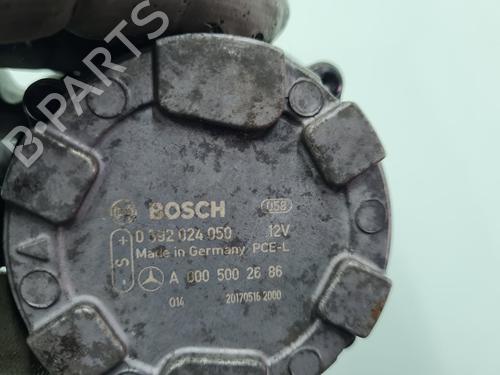 B-PARTS
BOSCH 058
0 392 024 050 12V
Made in Germany PCE-L
A 000 500 26 86
014 20170516 2000
+ S -